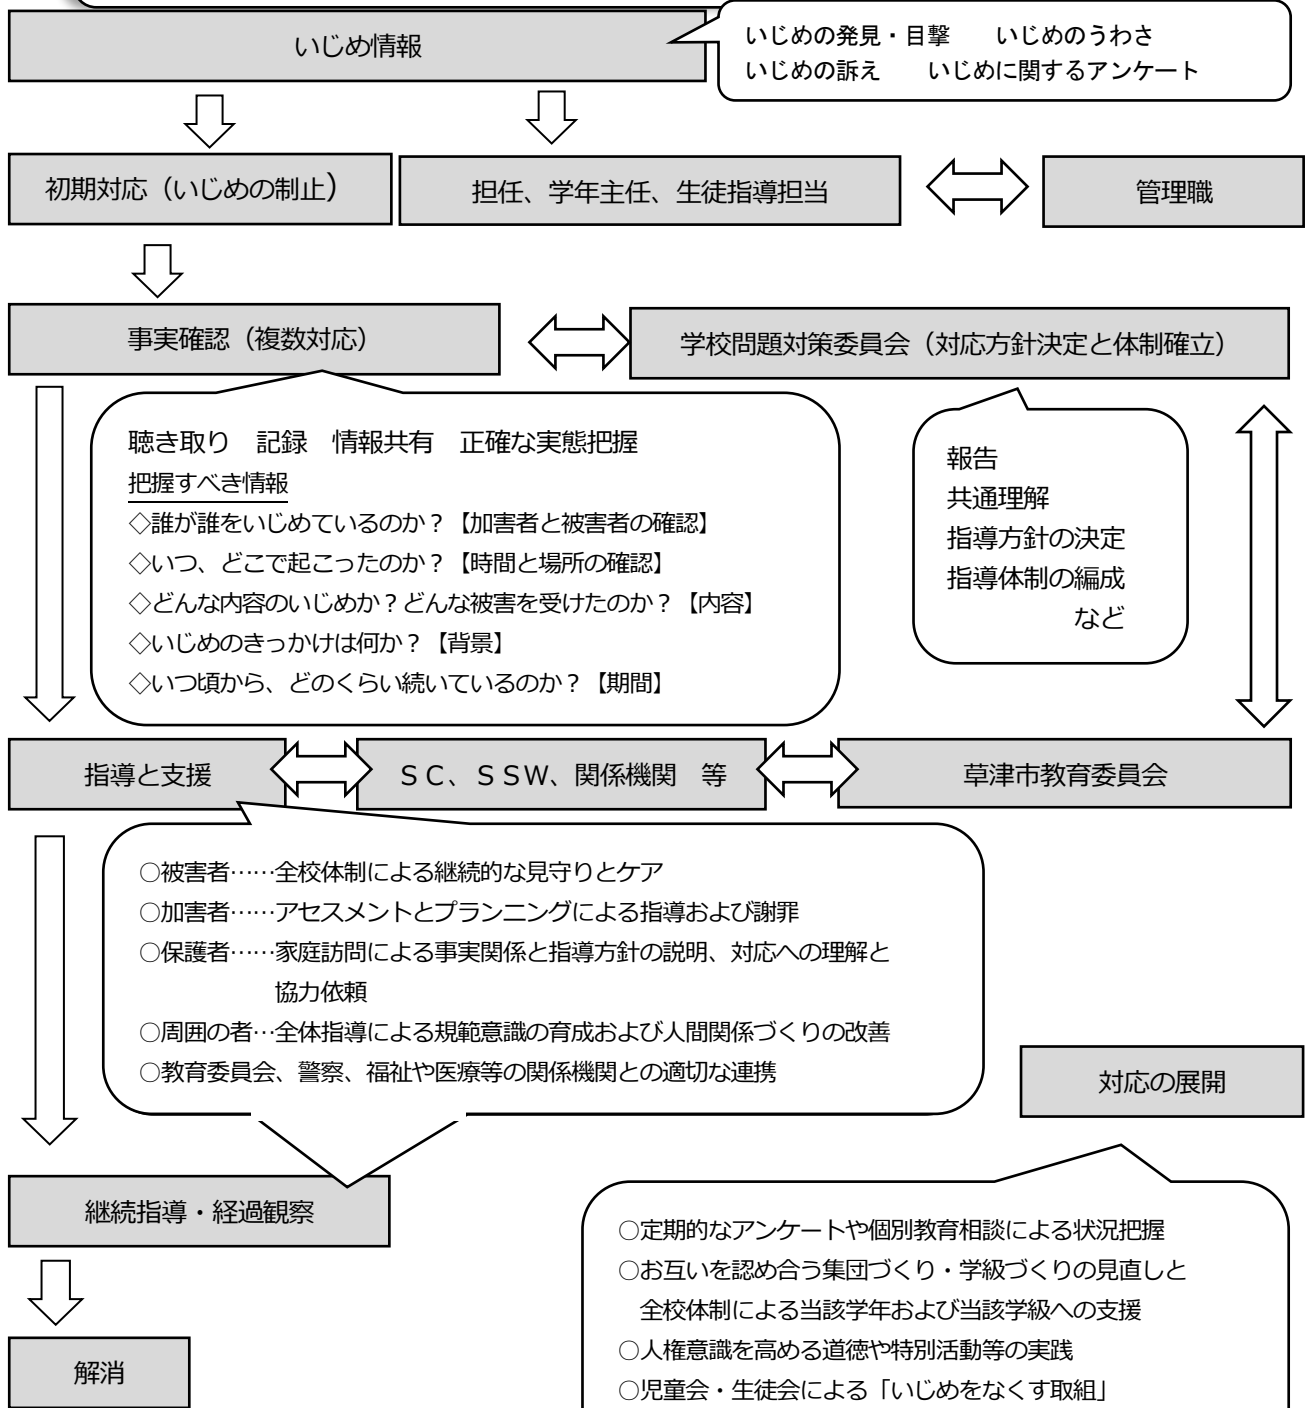 いじめ情報
いじめの発見・目撃　　いじめのうわさ
いじめの訴え　　いじめに関するアンケート
初期対応（いじめの制止）
担任、学年主任、生徒指導担当
管理職
事実確認（複数対応）
学校問題対策委員会（対応方針決定と体制確立）
聴き取り　記録　情報共有　正確な実態把握
把握すべき情報
◇誰が誰をいじめているのか？【加害者と被害者の確認】
◇いつ、どこで起こったのか？【時間と場所の確認】
◇どんな内容のいじめか？どんな被害を受けたのか？【内容】
◇いじめのきっかけは何か？【背景】
◇いつ頃から、どのくらい続いているのか？【期間】
報告
共通理解
指導方針の決定
指導体制の編成
など
指導と支援
ＳＣ、ＳＳＷ、関係機関　等
草津市教育委員会
○被害者……全校体制による継続的な見守りとケア
○加害者……アセスメントとプランニングによる指導および謝罪
○保護者……家庭訪問による事実関係と指導方針の説明、対応への理解と
協力依頼
○周囲の者…全体指導による規範意識の育成および人間関係づくりの改善
○教育委員会、警察、福祉や医療等の関係機関との適切な連携
対応の展開
継続指導・経過観察
○定期的なアンケートや個別教育相談による状況把握
○お互いを認め合う集団づくり・学級づくりの見直しと
全校体制による当該学年および当該学級への支援
○人権意識を高める道徳や特別活動等の実践
○児童会・生徒会による「いじめをなくす取組」
解消